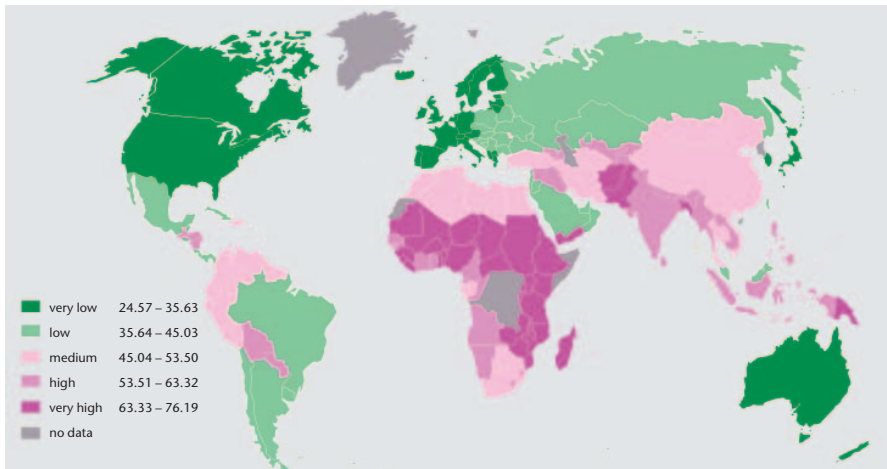 very low 24.57 – 35.63
low 35.64 – 45.03
medium 45.04 – 53.50
high 53.51 – 63.32
very high 63.33 – 76.19
no data